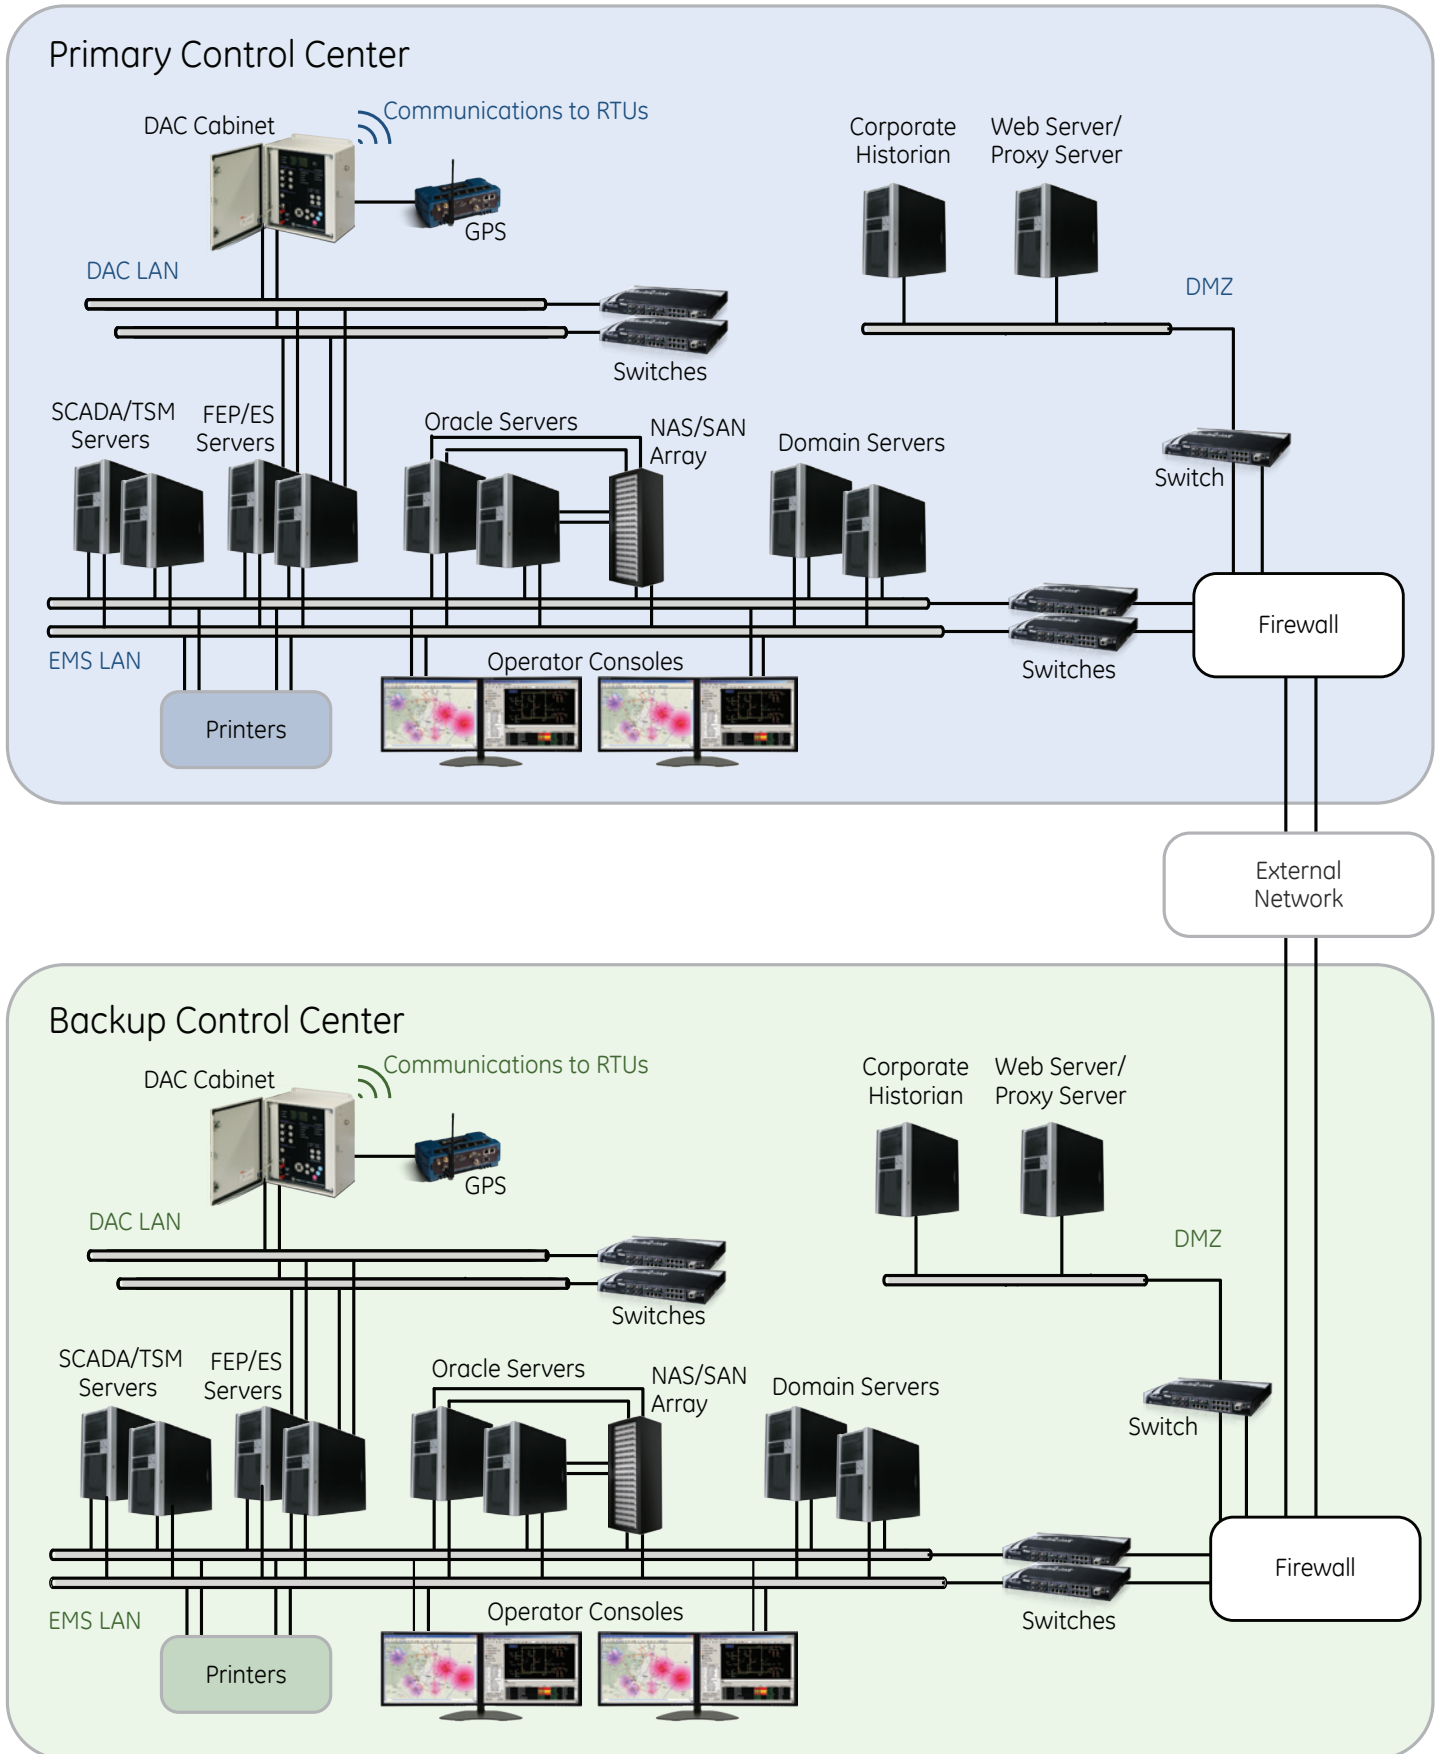 Primary Control Center
Communications to RTUs
DAC Cabinet
GPS
Corporate
Historian
Web Server/
Proxy Server
DAC LAN
DMZ
Switches
SCADA/TSM
Servers
FEP/ES
Servers
Oracle Servers
NAS/SAN
Array
Domain Servers
Switch
Firewall
EMS LAN
Operator Consoles
Switches
Printers
External
Network
Backup Control Center
Communications to RTUs
DAC Cabinet
GPS
Corporate
Historian
Web Server/
Proxy Server
DAC LAN
DMZ
Switches
SCADA/TSM
Servers
FEP/ES
Servers
Oracle Servers
NAS/SAN
Array
Domain Servers
Switch
Firewall
EMS LAN
Operator Consoles
Switches
Printers